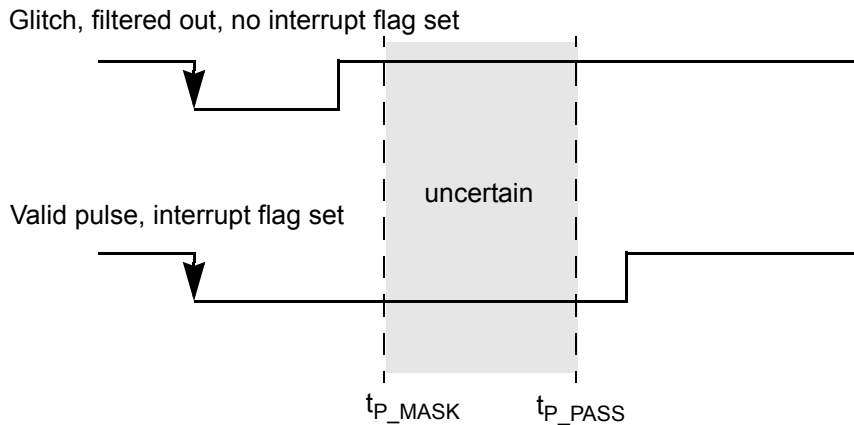 Glitch, filtered out, no interrupt flag set
uncertain
Valid pulse, interrupt flag set
tP_MASK
tP_PASS